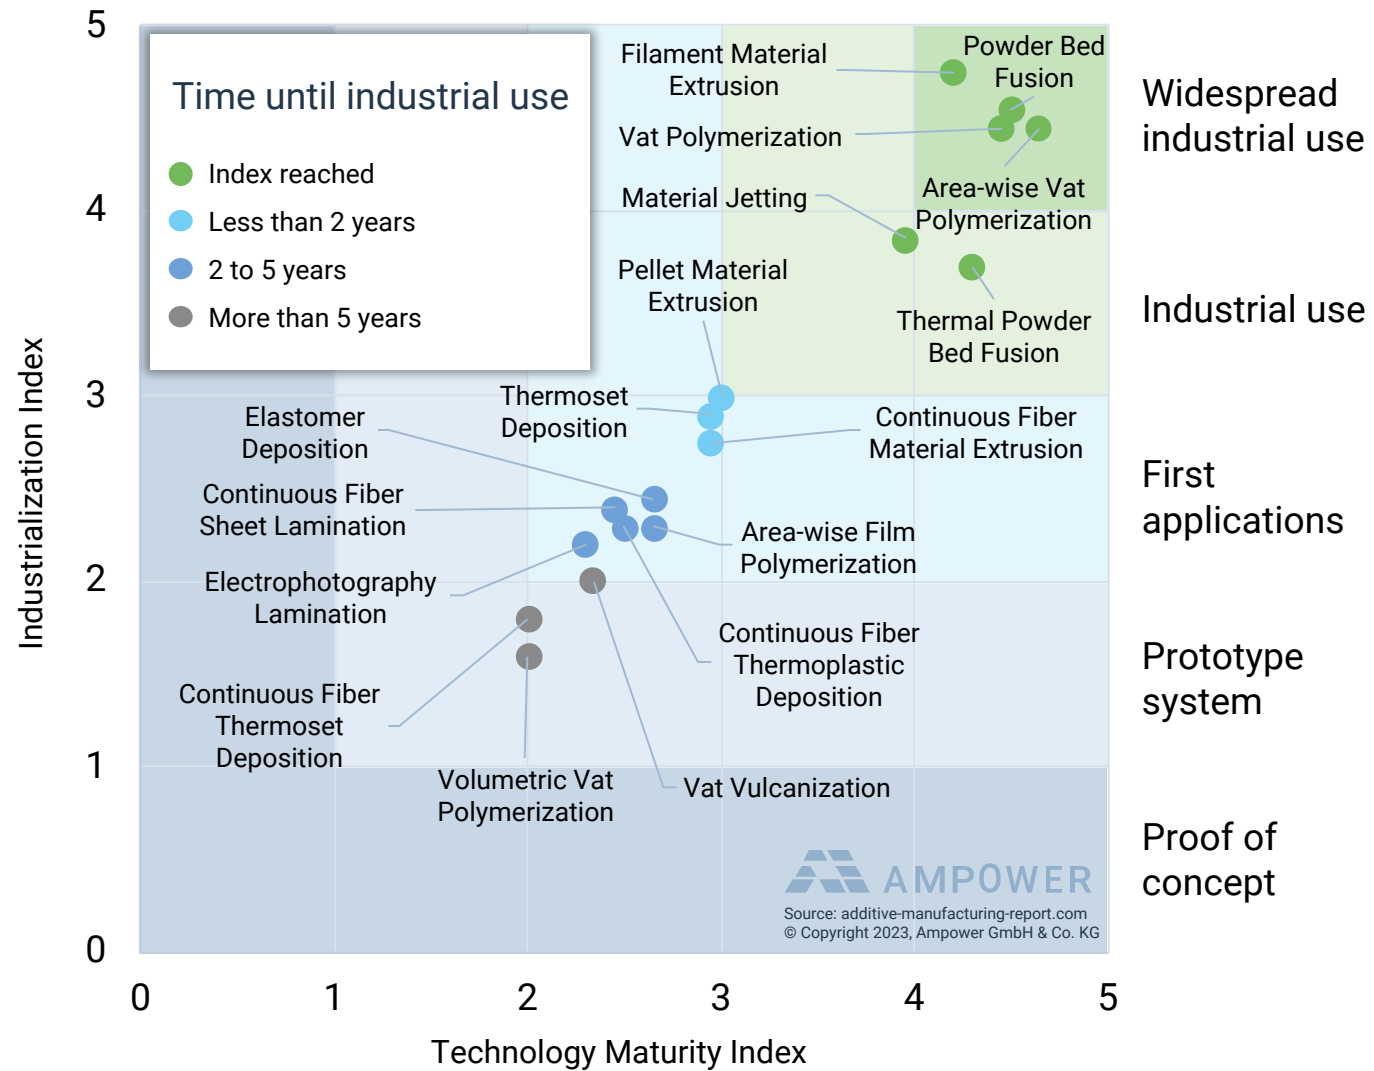 5
Time until industrial use
Index reached
Less than 2 years
2 to 5 years
More than 5 years
Filament Material
Extrusion
Powder Bed
Fusion
Vat Polymerization
Area-wise Vat
Polymerization
Material Jetting
Pellet Material
Extrusion
Thermal Powder
Bed Fusion
Widespread
industrial use
4
Industrial use
3
Thermoset
Deposition
Elastomer
Deposition
Continuous Fiber
Material Extrusion
Continuous Fiber
Sheet Lamination
Area-wise Film
Polymerization
First
applications
Electrophotography
Lamination
2
Continuous Fiber
Thermoplastic
Deposition
Continuous Fiber
Thermoset
Deposition
Prototype
system
1
Volumetric Vat
Polymerization
Vat Vulcanization
Proof of
concept
AMPOWER
Source: additive-manufacturing-report.com
© Copyright 2023, Ampower GmbH & Co. KG
0
Industrialization Index
0 1 2 3 4 5
Technology Maturity Index